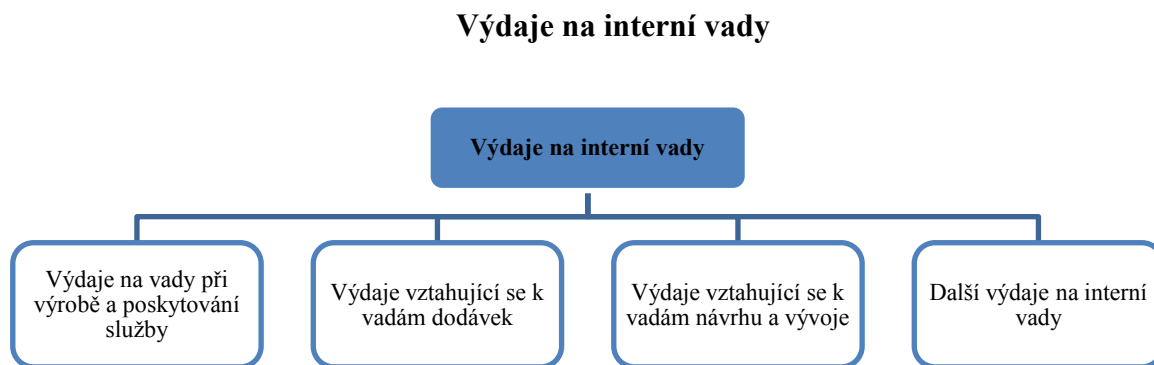 Výdaje na interní vady
Výdaje na interní vady
Výdaje na vady při
výrobě a poskytování
služby
Výdaje vztahující se k
vadám dodávek
Výdaje vztahující se k
vadám návrhu a vývoje
Další výdaje na interní
vady